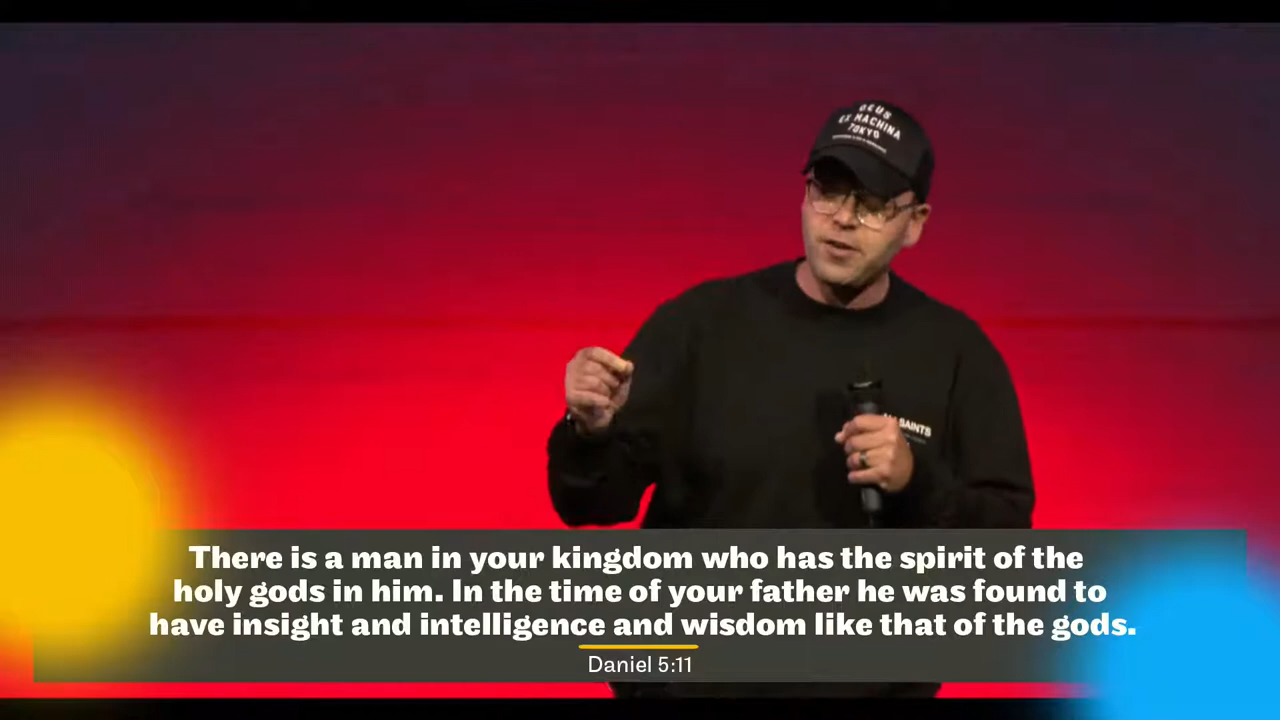 DEUS
EX MACHINA
TOKYO
SAINTS
There is a man in your kingdom who has the spirit of the
holy gods in him. In the time of your father he was found to
have insight and intelligence and wisdom like that of the gods.
Daniel 5:11